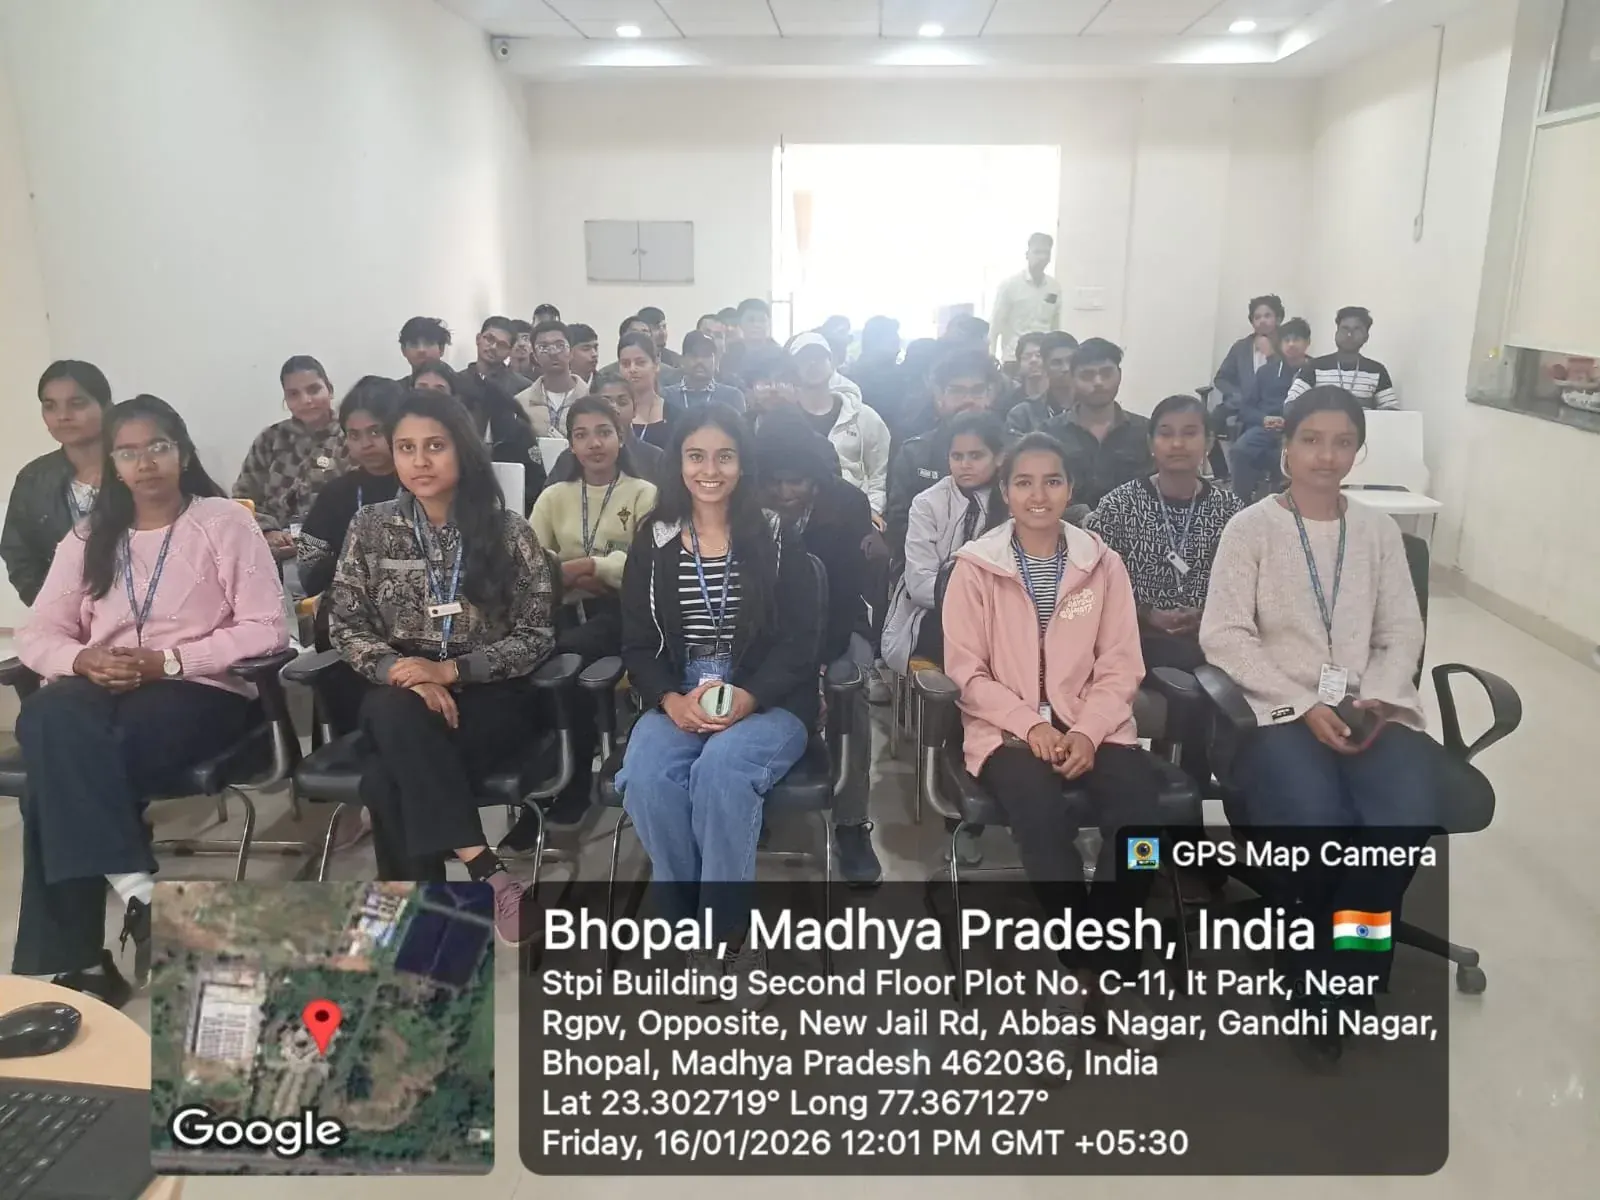 GPS Map Camera
Bhopal, Madhya Pradesh, India
Stpi Building Second Floor Plot No. C-11, It Park, Near
Rgpv, Opposite, New Jail Rd, Abbas Nagar, Gandhi Nagar,
Bhopal, Madhya Pradesh 462036, India
Lat 23.302719° Long 77.367127°
Friday, 16/01/2026 12:01 PM GMT +05:30
Google